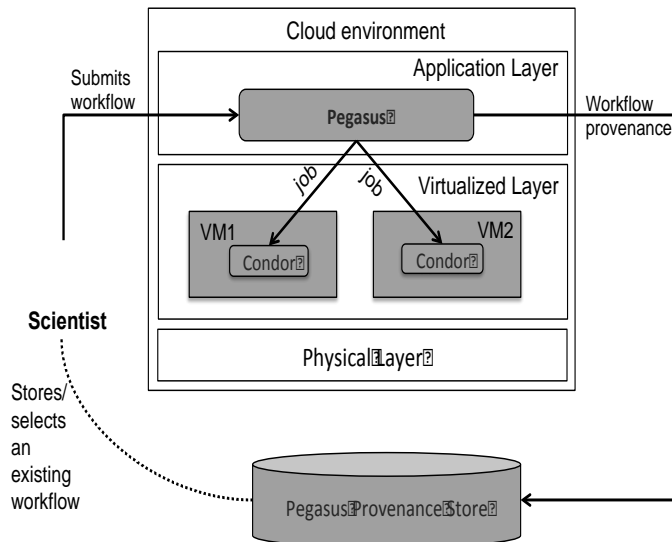 Cloud environment
Application Layer
Submits
workflow
Pegasus
Workflow
provenance
job
job
Virtualized Layer
VM1
VM2
Condor
Condor
Scientist
Physical Layer
Stores/
selects
an
existing
workflow
Pegasus Provenance Store